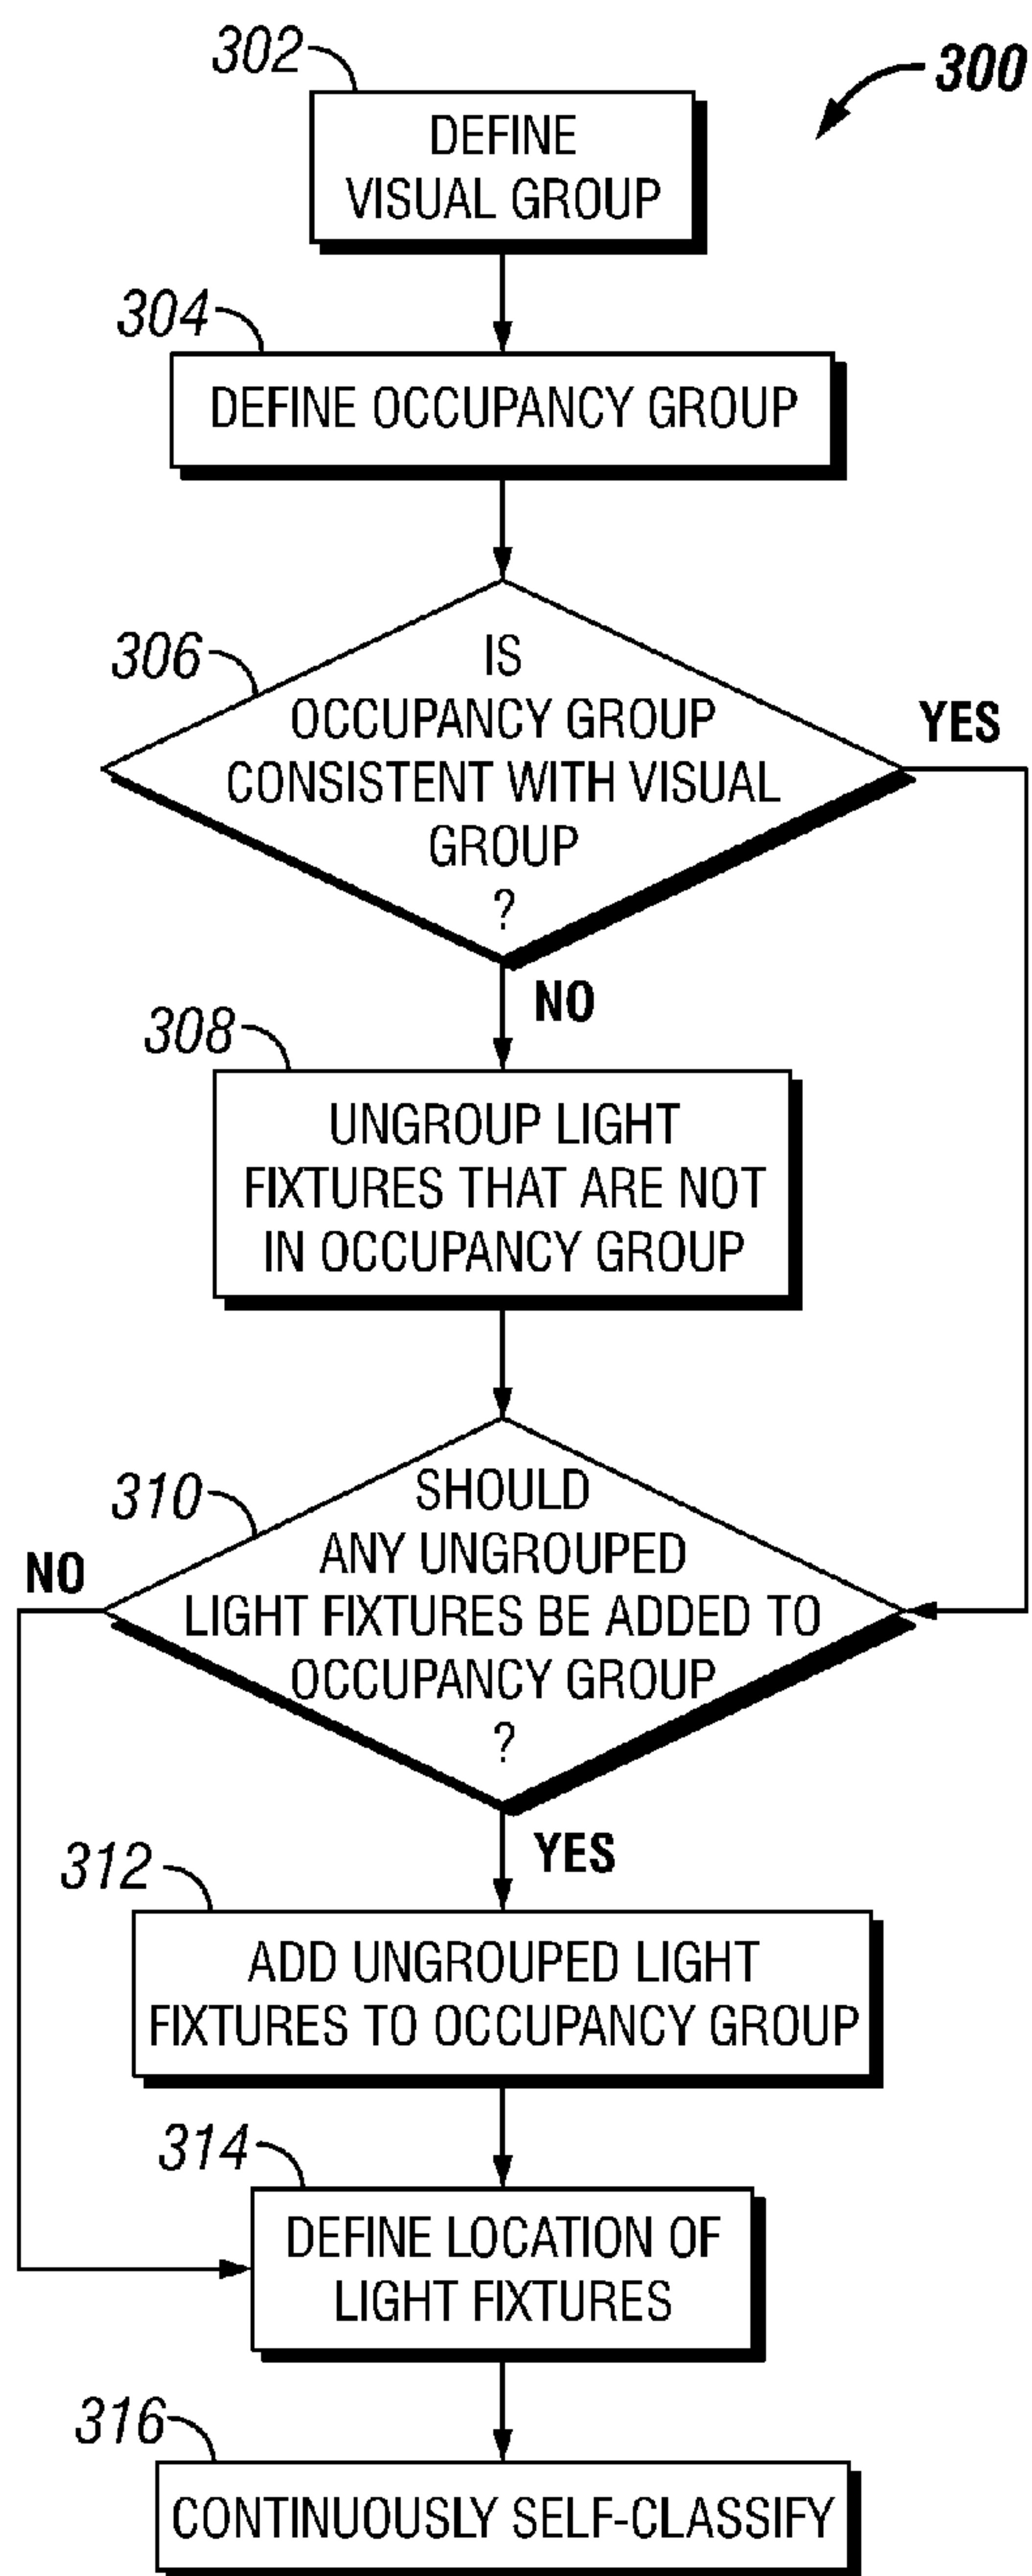 302
300
DEFINE
VISUAL GROUP
304
DEFINE OCCUPANCY GROUP
306
IS
OCCUPANCY GROUP
CONSISTENT WITH VISUAL
GROUP
?
YES
NO
308
UNGROUP LIGHT
FIXTURES THAT ARE NOT
IN OCCUPANCY GROUP
310
SHOULD
ANY UNGROUPED
LIGHT FIXTURES BE ADDED TO
OCCUPANCY GROUP
?
NO
YES
312
ADD UNGROUPED LIGHT
FIXTURES TO OCCUPANCY GROUP
314
DEFINE LOCATION OF
LIGHT FIXTURES
316
CONTINUOUSLY SELF-CLASSIFY